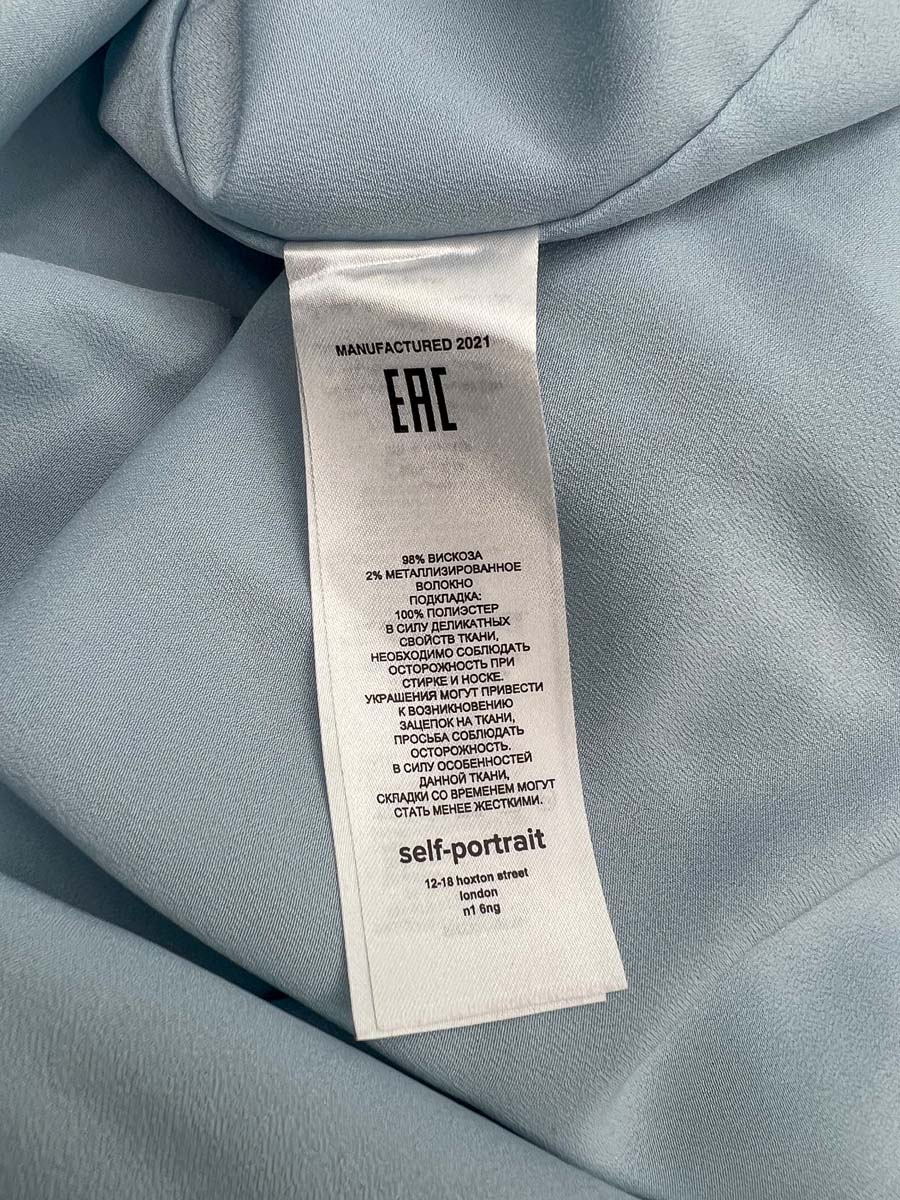 MANUFACTURED 2021
EAC
98% ВИСКОЗА
2% МЕТАЛЛИЗИРОВАННОЕ
ВОЛОКНО
ПОДКЛАДКА:
100% ПОЛИЭСТЕР
В СИЛУ ДЕЛИКАТНЫХ
СВОЙСТВ ТКАНИ,
НЕОБХОДИМО СОБЛЮДАТЬ
ОСТОРОЖНОСТЬ ПРИ
СТИРКЕ И НОСКЕ.
УКРАШЕНИЯ МОГУТ ПРИВЕСТИ
К ВОЗНИКНОВЕНИЮ
ЗАЦЕПОК НА ТКАНИ,
ПРОСЬБА СОБЛЮДАТЬ
ОСТОРОЖНОСТЬ.
В СИЛУ ОСОБЕННОСТЕЙ
ДАННОЙ ТКАНИ,
СКЛАДКИ СО ВРЕМЕНЕМ МОГУТ
СТАТЬ МЕНЕЕ ЖЕСТКИМИ.
self-portrait
12-18 hoxton street
london
n1 6ng